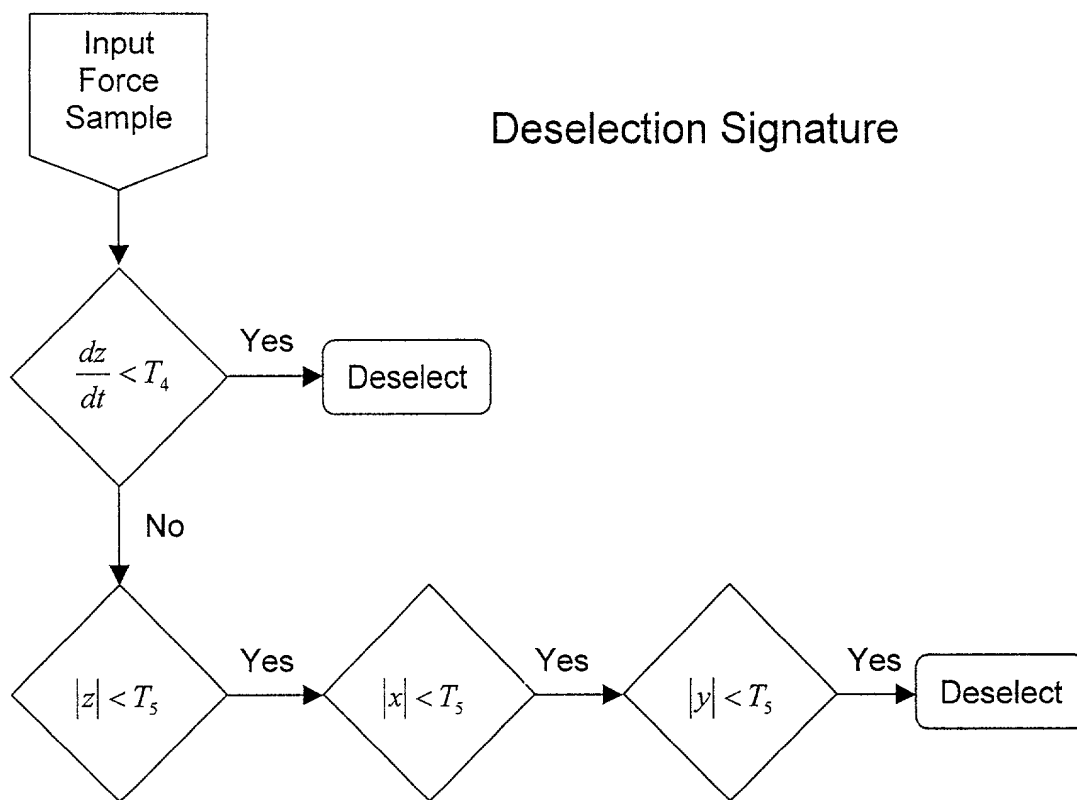 Input
Force
Sample
Deselection Signature
dz/dt < T₄
Yes
Deselect
No
|z| < T₅
Yes
|x| < T₅
Yes
|y| < T₅
Yes
Deselect